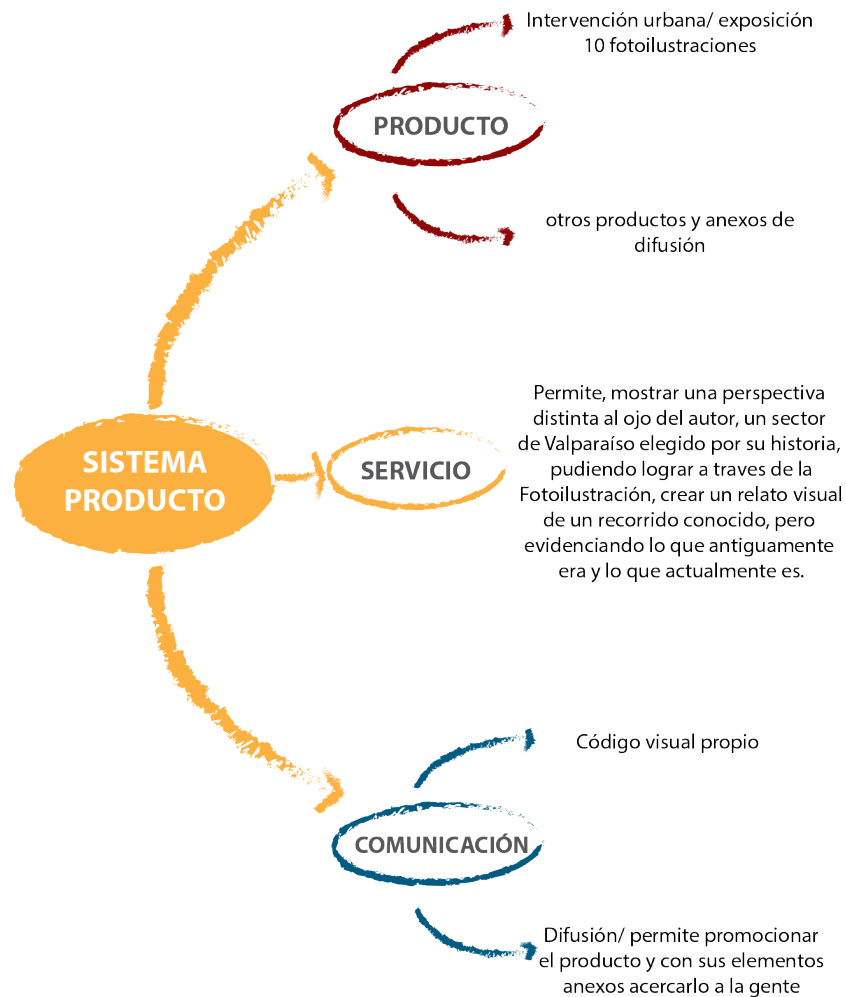 Intervención urbana/ exposición
10 fotoilustraciones
PRODUCTO
otros productos y anexos de
difusión
SISTEMA
PRODUCTO
SERVICIO
Permite, mostrar una perspectiva
distinta al ojo del autor, un sector
de Valparaíso elegido por su historia,
pudiendo lograr a traves de la
Fotoilustración, crear un relato visual
de un recorrido conocido, pero
evidenciando lo que antiguamente
era y lo que actualmente es.
Código visual propio
COMUNICACIÓN
Difusión/ permite promocionar
el producto y con sus elementos
anexos acercarlo a la gente